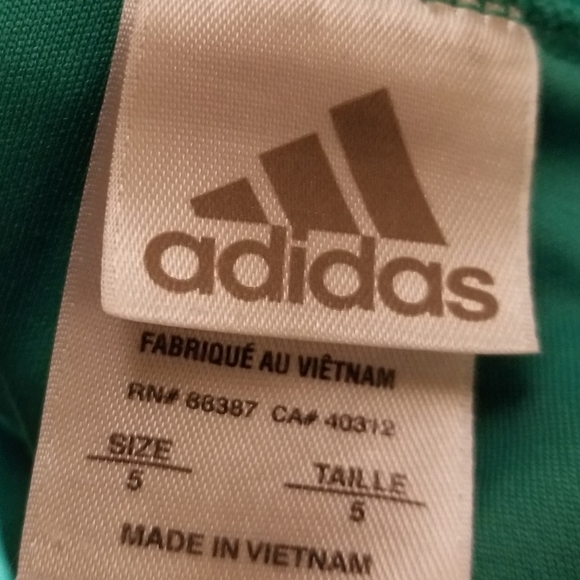 adidas
FABRIQUÉ AU VIÊTNAM
RN# 88387 CA# 40312
SIZE
5
TAILLE
5
MADE IN VIETNAM